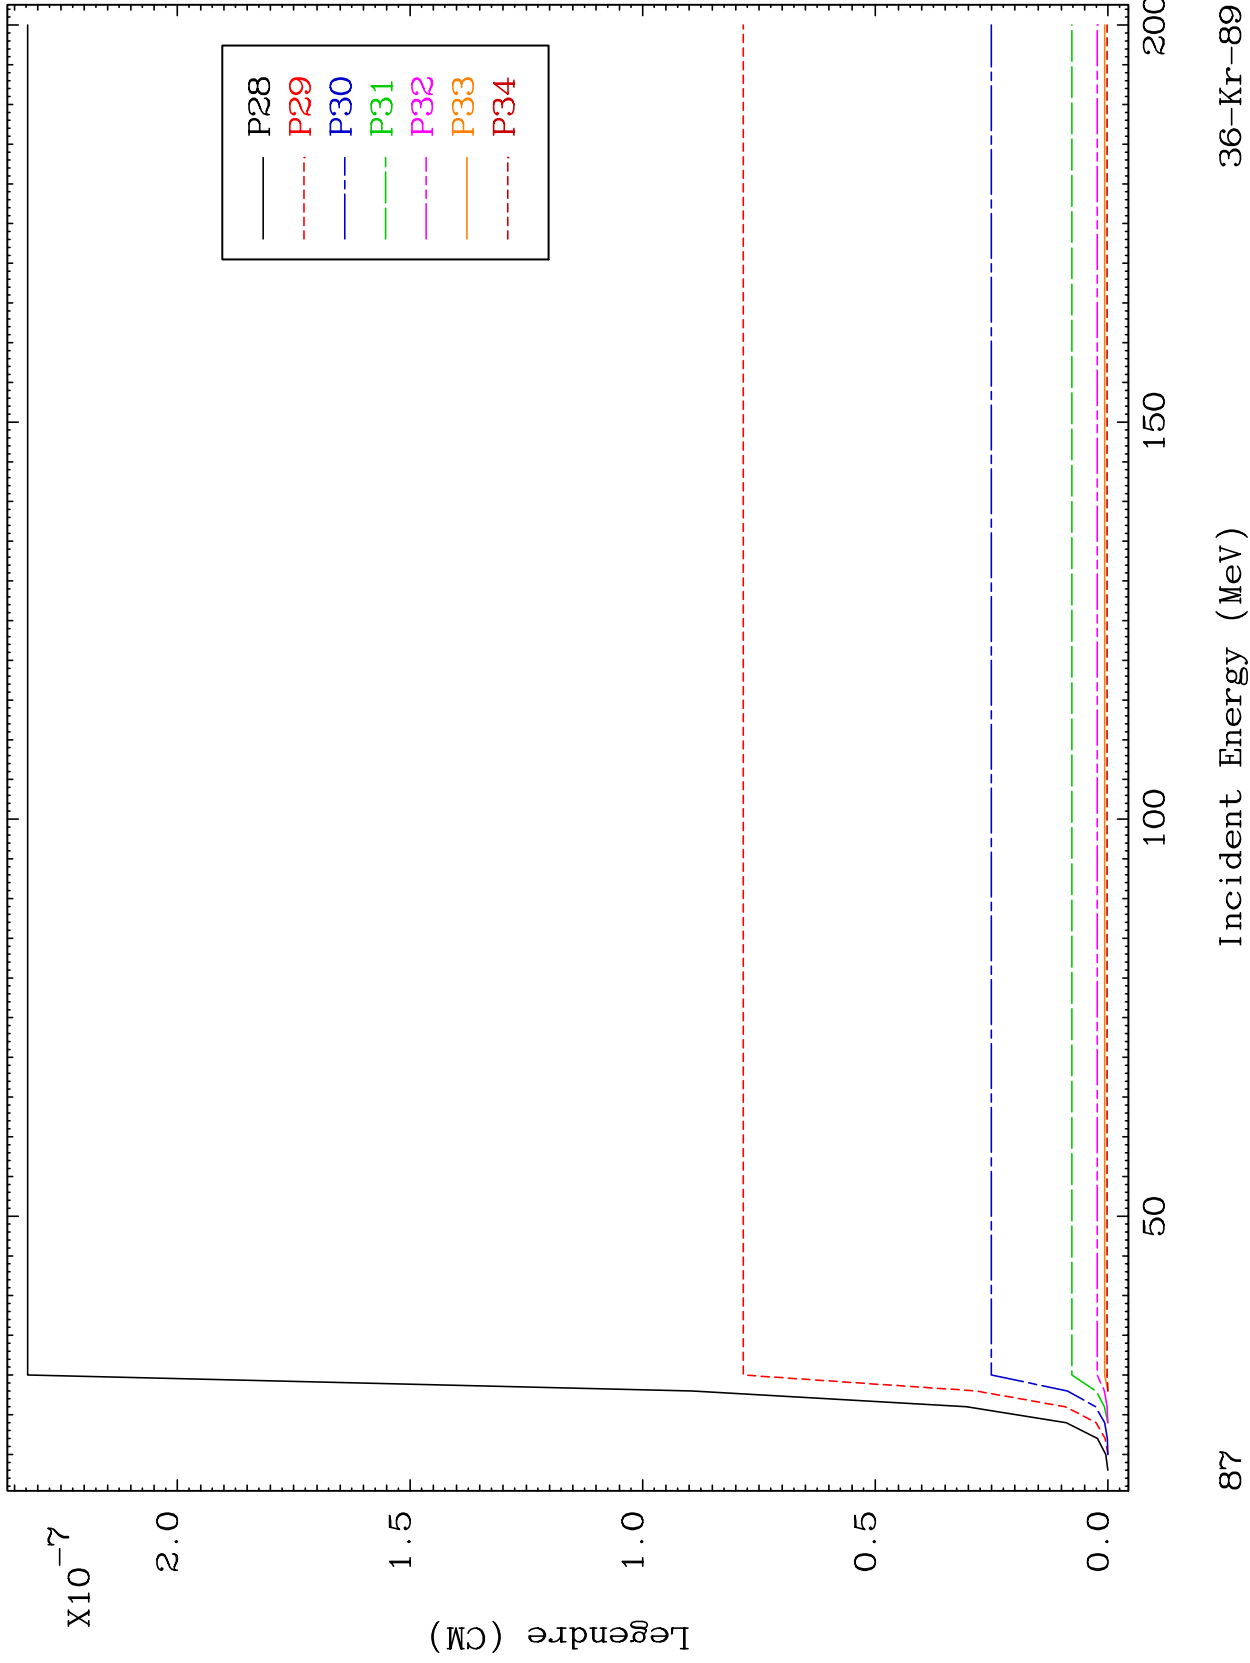 X10-7
2.0
1.5
1.0
0.5
0.0
Legendre (CM)
P28
P29
P30
P31
P32
P33
P34
50
100
150
200
87
Incident Energy (MeV)
36-Kr-89